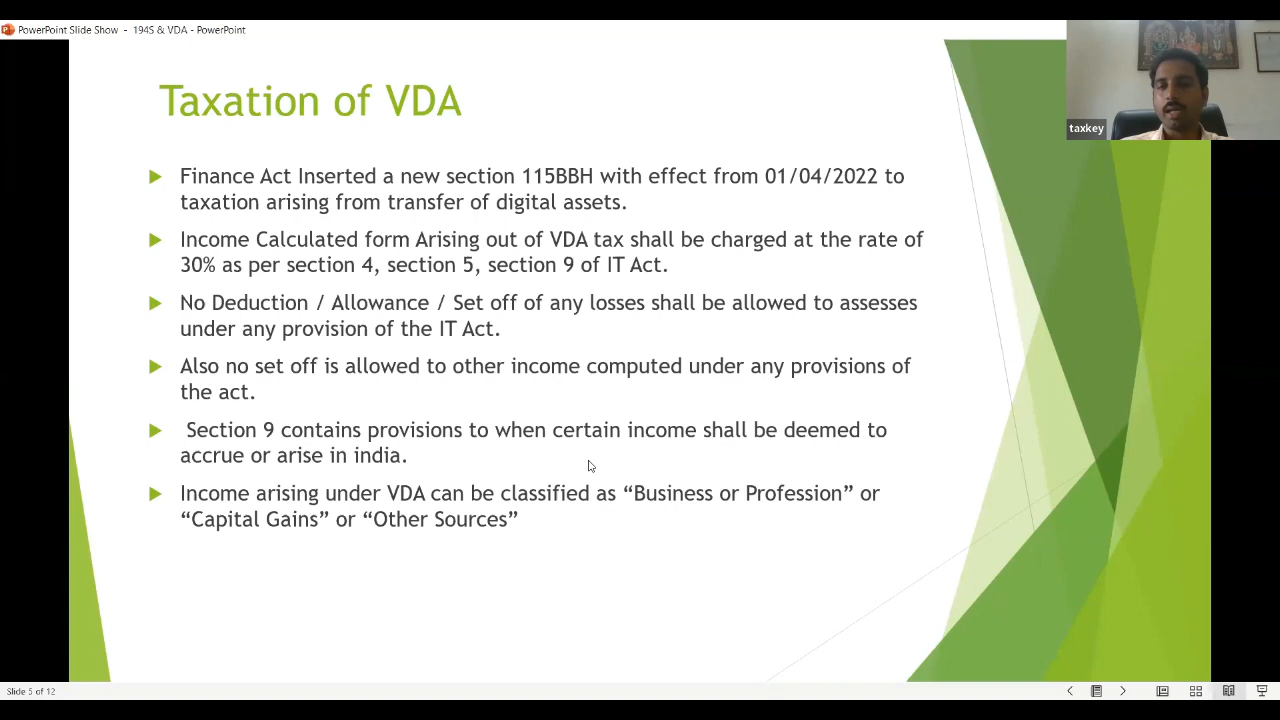 PowerPoint Slide Show - 194S & VDA - PowerPoint
taxkey
Taxation of VDA
Finance Act Inserted a new section 115BBH with effect from 01/04/2022 to
taxation arising from transfer of digital assets.
Income Calculated form Arising out of VDA tax shall be charged at the rate of
30% as per section 4, section 5, section 9 of IT Act.
No Deduction / Allowance / Set off of any losses shall be allowed to assesses
under any provision of the IT Act.
Also no set off is allowed to other income computed under any provisions of
the act.
Section 9 contains provisions to when certain income shall be deemed to
accrue or arise in india.
Income arising under VDA can be classified as “Business or Profession” or
“Capital Gains” or “Other Sources”
Slide 5 of 12